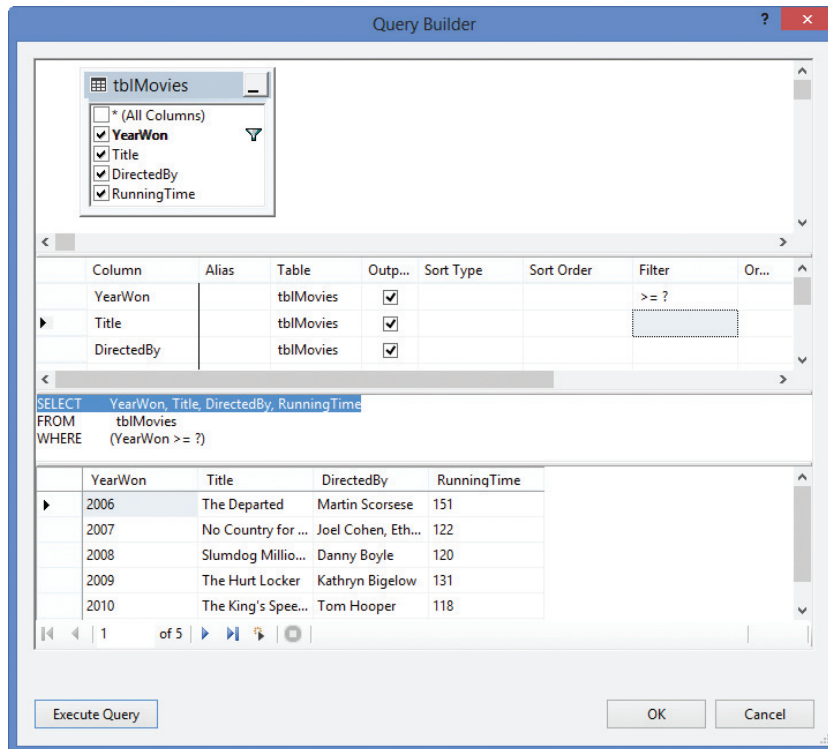 Query Builder
?
tblMovies
* (All Columns)
YearWon
Title
DirectedBy
RunningTime
Column Alias Table Outp... Sort Type Sort Order Filter Or...
YearWon tblMovies >= ?
Title tblMovies
DirectedBy tblMovies
SELECT YearWon, Title, DirectedBy, RunningTime
FROM tblMovies
WHERE (YearWon >= ?)
YearWon Title DirectedBy RunningTime
2006 The Departed Martin Scorsese 151
2007 No Country for ... Joel Cohen, Eth... 122
2008 Slumdog Millio... Danny Boyle 120
2009 The Hurt Locker Kathryn Bigelow 131
2010 The King's Spee... Tom Hooper 118
1 of 5
Execute Query OK Cancel